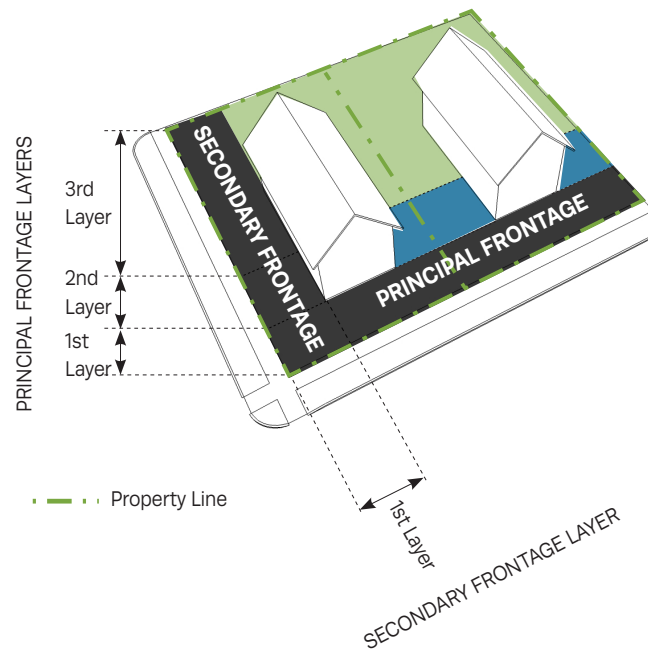 SECONDARY FRONTAGE
PRINCIPAL FRONTAGE
PRINCIPAL FRONTAGE LAYERS
3rd
Layer
2nd
Layer
1st
Layer
Property Line
1st Layer
SECONDARY FRONTAGE LAYER